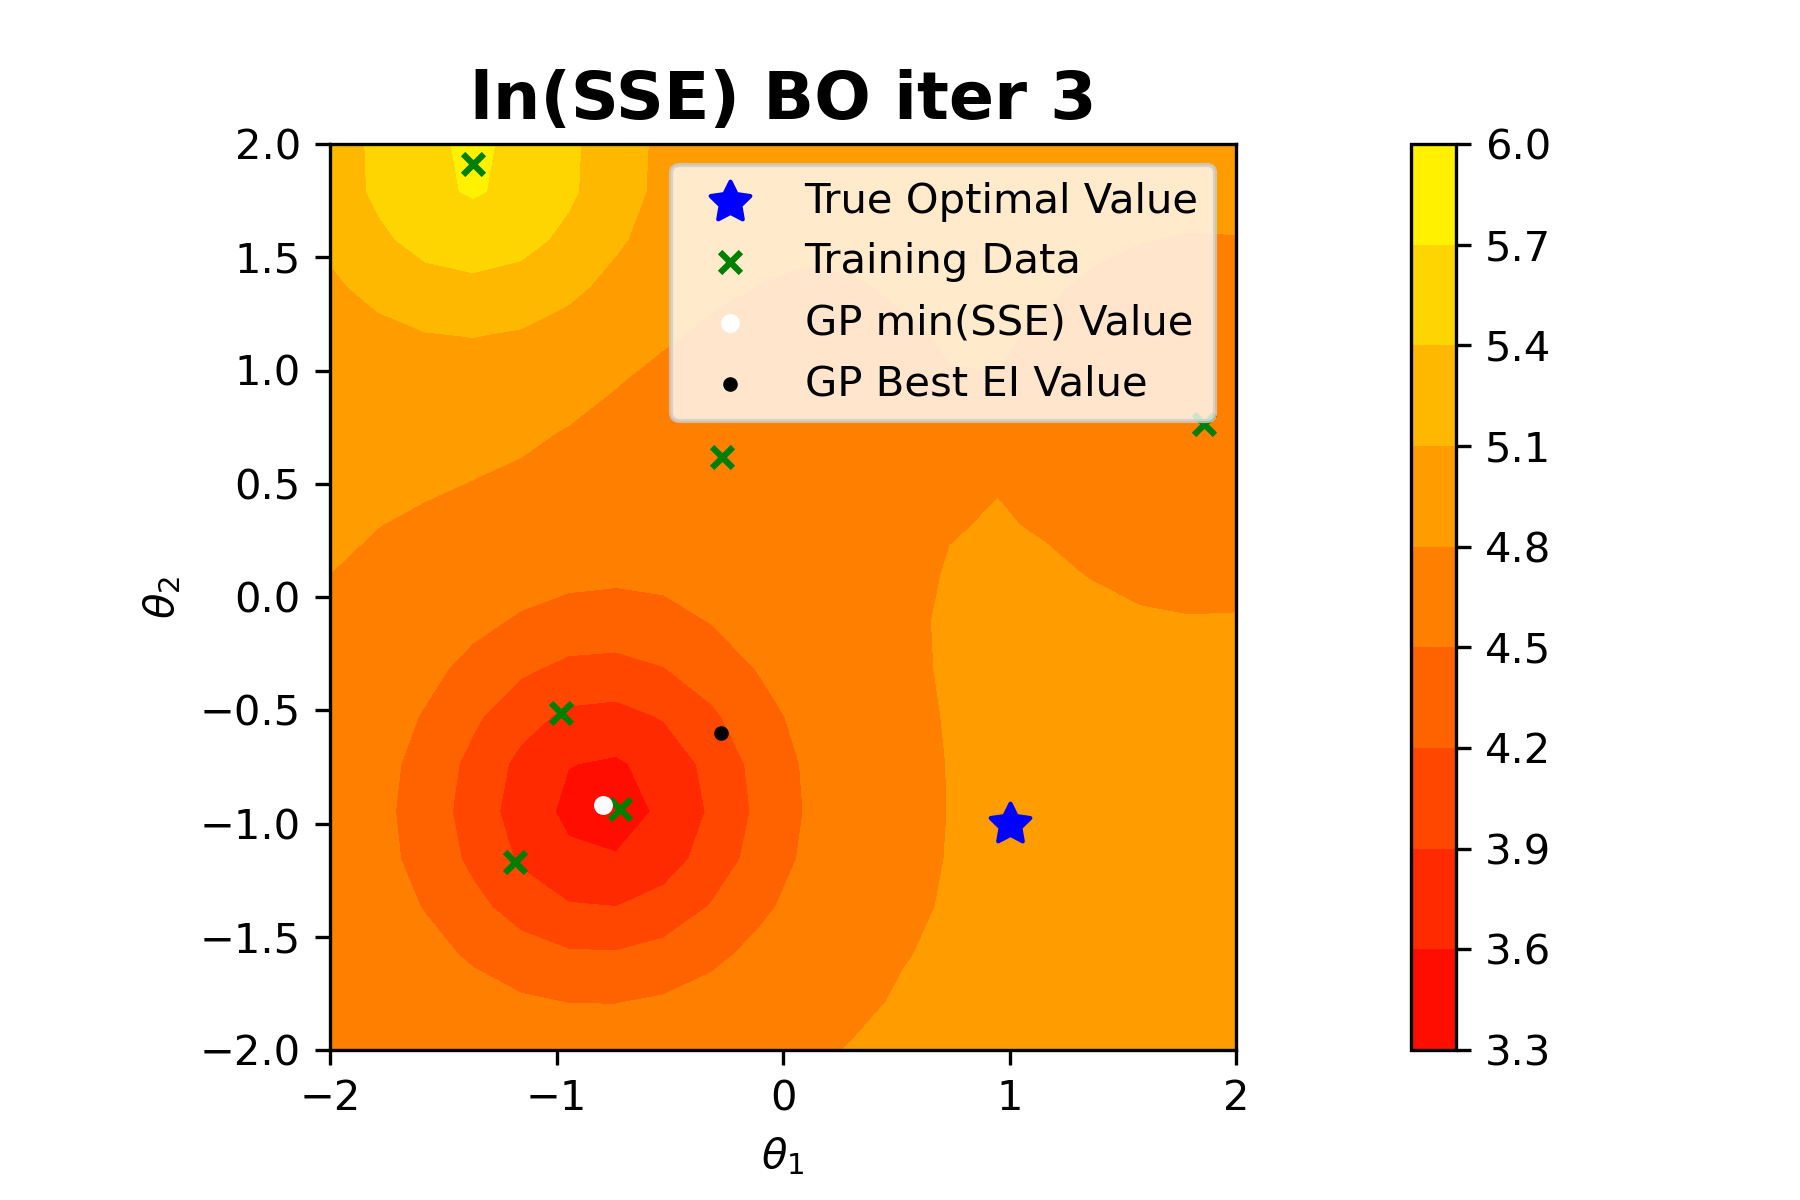 ln(SSE) BO iter 3
True Optimal Value
Training Data
GP min(SSE) Value
GP Best EI Value
2.0
1.5
1.0
0.5
0.0
−0.5
−1.0
−1.5
−2.0
θ2
−2 −1 0 1 2
θ1
6.0
5.7
5.4
5.1
4.8
4.5
4.2
3.9
3.6
3.3